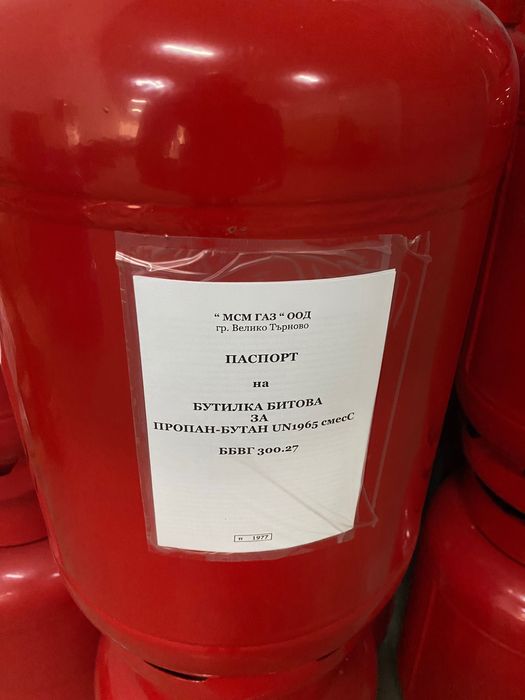 “ МСМ ГАЗ “ ООД
гр. Велико Търново
ПАСПОРТ
на
БУТИЛКА БИТОВА
ЗА
ПРОПАН-БУТАН UN1965 смесС
ББВГ 300.27
п 1977